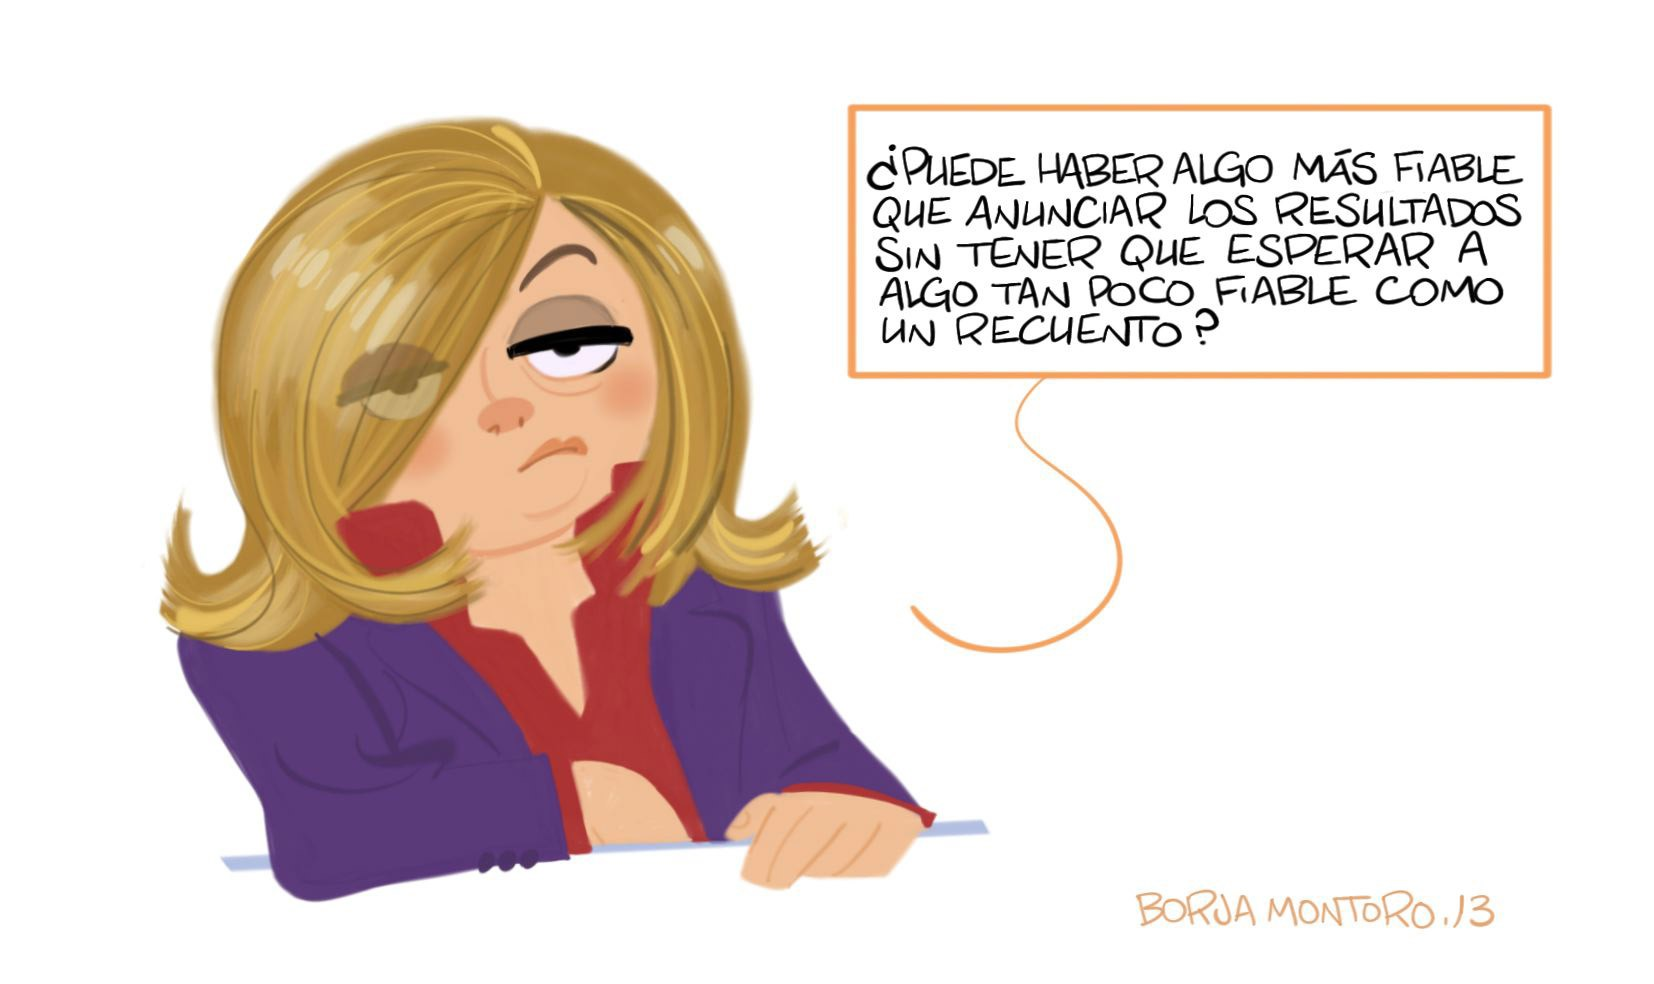 ¿PUEDE HABER ALGO MÁS FIABLE
QUE ANUNCIAR LOS RESULTADOS
SIN TENER QUE ESPERAR A
ALGO TAN POCO FIABLE COMO
UN RECUENTO?
BORJA MONTORO.13